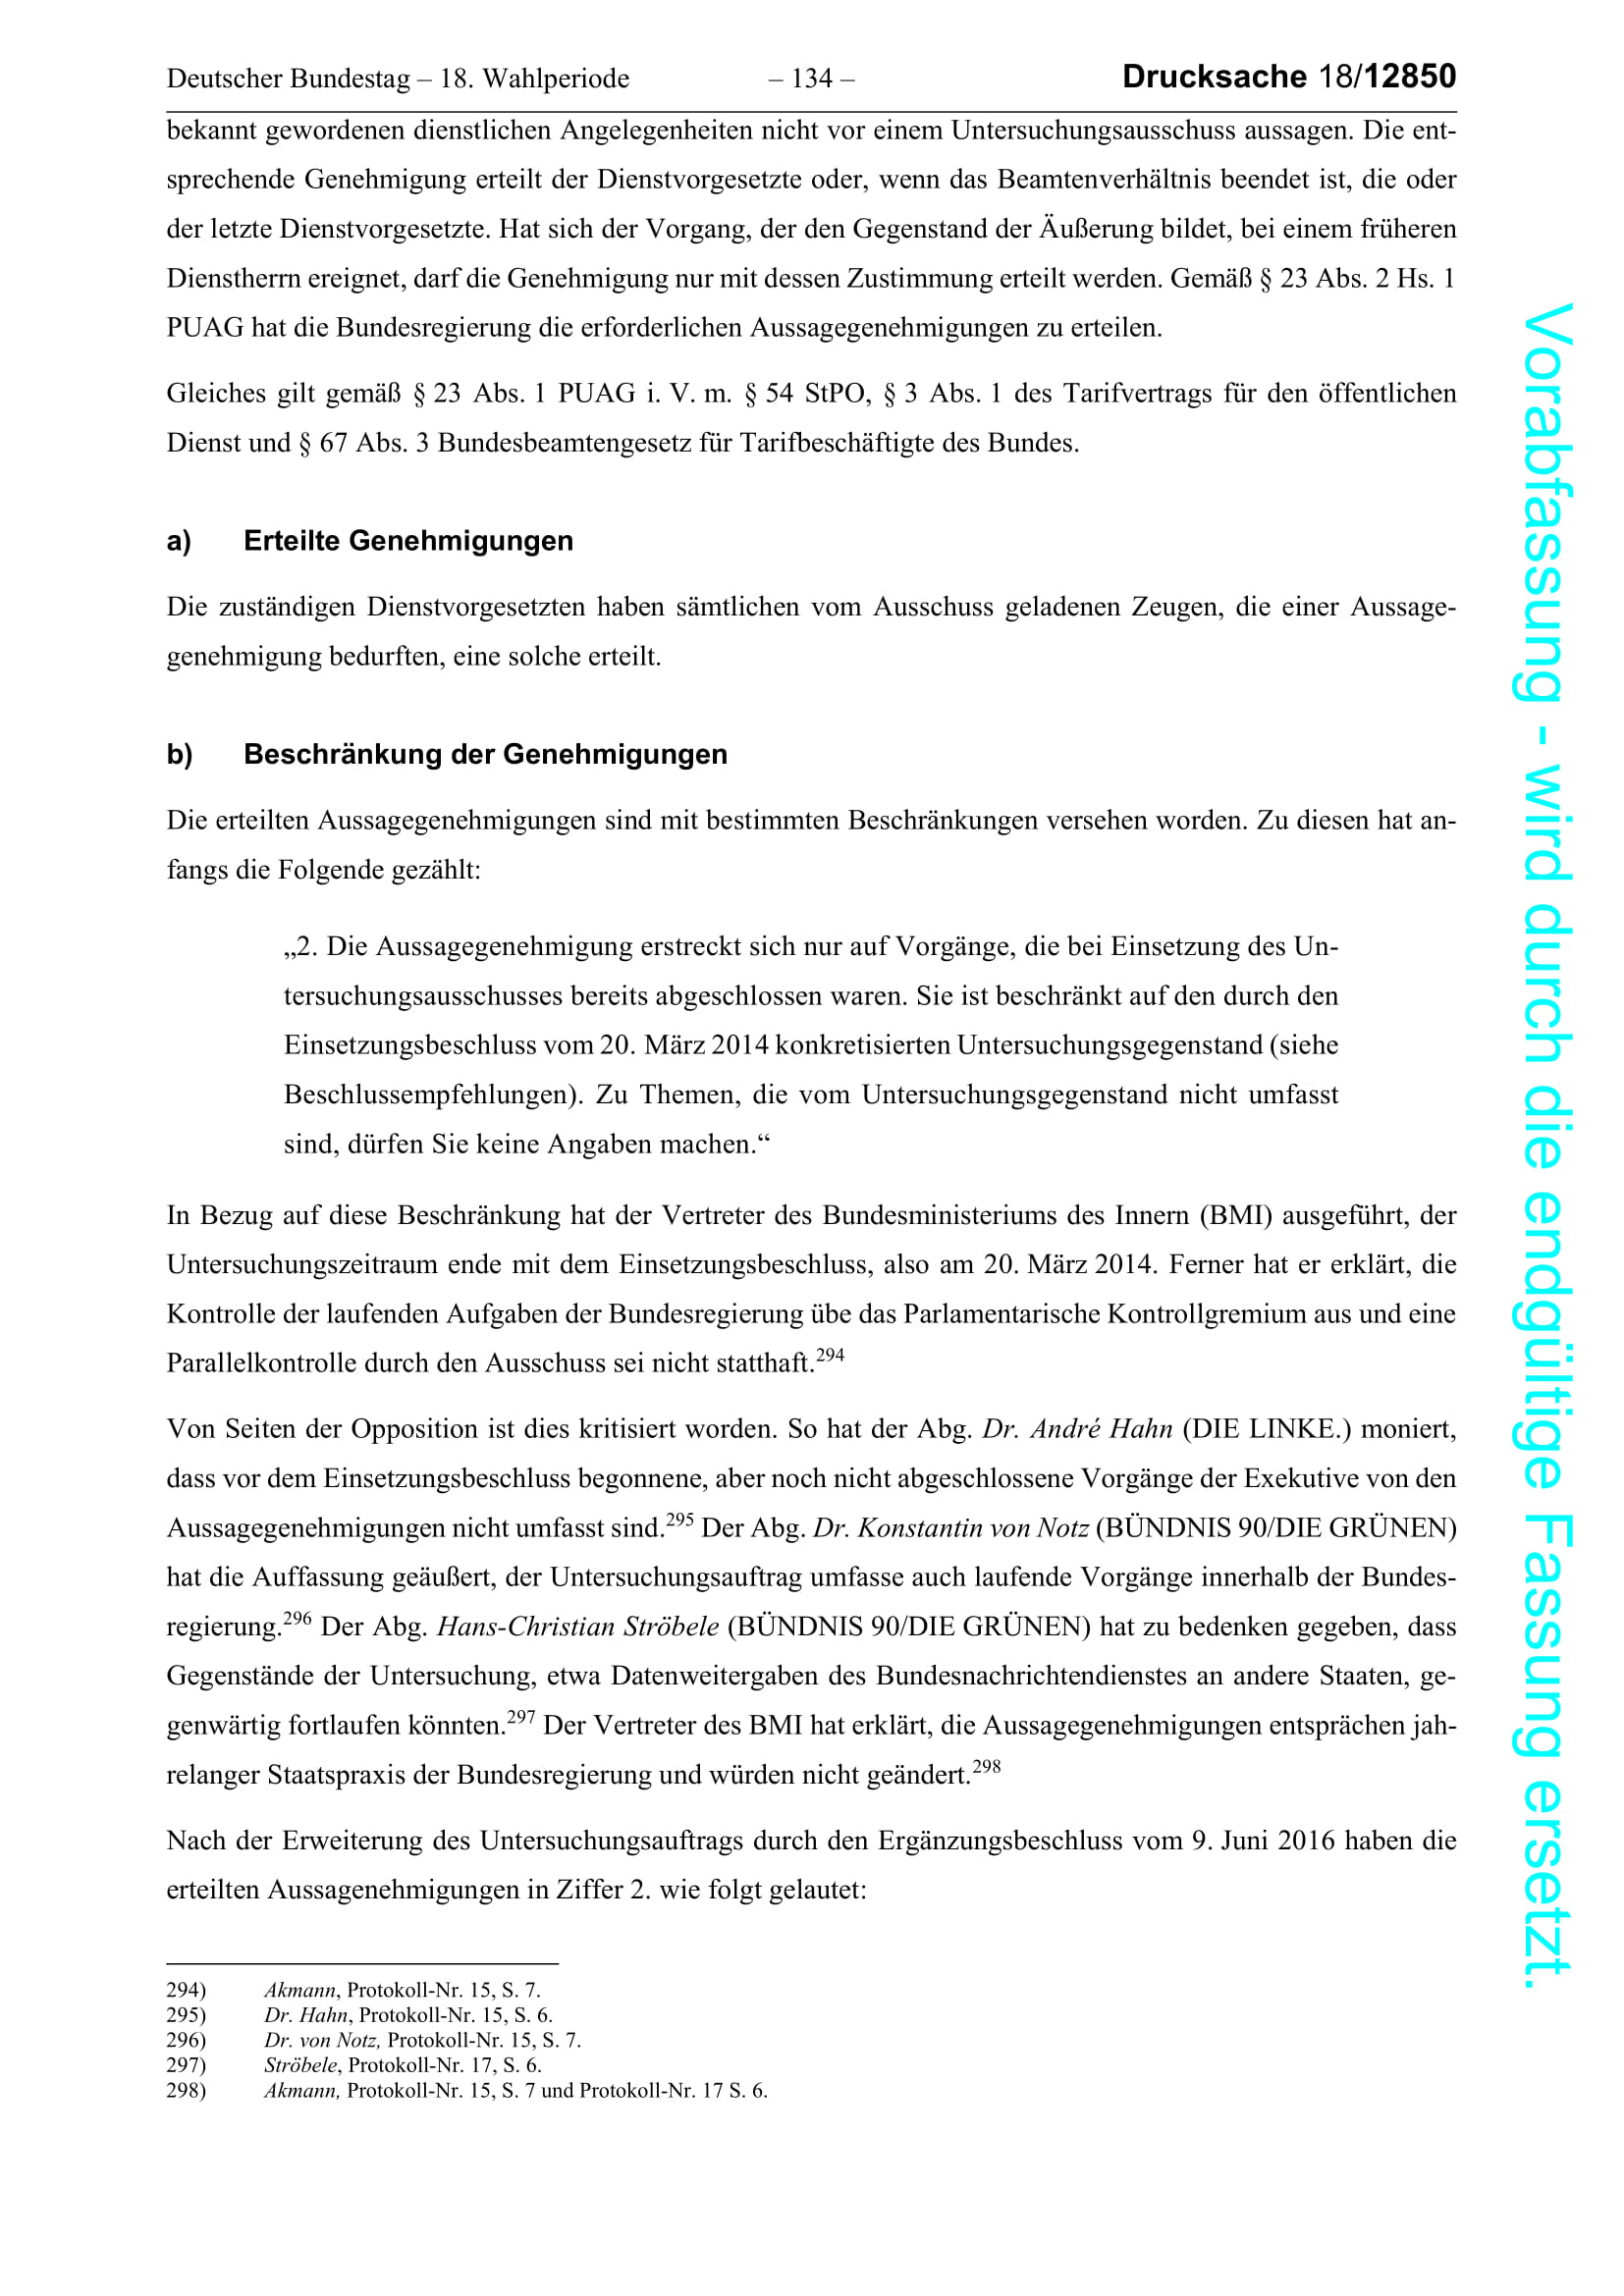 Deutscher Bundestag – 18. Wahlperiode – 134 – Drucksache 18/12850
bekannt gewordenen dienstlichen Angelegenheiten nicht vor einem Untersuchungsausschuss aussagen. Die ent-
sprechende Genehmigung erteilt der Dienstvorgesetzte oder, wenn das Beamtenverhältnis beendet ist, die oder
der letzte Dienstvorgesetzte. Hat sich der Vorgang, der den Gegenstand der Äußerung bildet, bei einem früheren
Dienstherrn ereignet, darf die Genehmigung nur mit dessen Zustimmung erteilt werden. Gemäß § 23 Abs. 2 Hs. 1
PUAG hat die Bundesregierung die erforderlichen Aussagegenehmigungen zu erteilen.
Gleiches gilt gemäß § 23 Abs. 1 PUAG i. V. m. § 54 StPO, § 3 Abs. 1 des Tarifvertrags für den öffentlichen
Dienst und § 67 Abs. 3 Bundesbeamtengesetz für Tarifbeschäftigte des Bundes.
a) Erteilte Genehmigungen
Die zuständigen Dienstvorgesetzten haben sämtlichen vom Ausschuss geladenen Zeugen, die einer Aussage-
genehmigung bedurften, eine solche erteilt.
b) Beschränkung der Genehmigungen
Die erteilten Aussagegenehmigungen sind mit bestimmten Beschränkungen versehen worden. Zu diesen hat an-
fangs die Folgende gezählt:
„2. Die Aussagegenehmigung erstreckt sich nur auf Vorgänge, die bei Einsetzung des Un-
tersuchungsausschusses bereits abgeschlossen waren. Sie ist beschränkt auf den durch den
Einsetzungsbeschluss vom 20. März 2014 konkretisierten Untersuchungsgegenstand (siehe
Beschlussempfehlungen). Zu Themen, die vom Untersuchungsgegenstand nicht umfasst
sind, dürfen Sie keine Angaben machen.“
In Bezug auf diese Beschränkung hat der Vertreter des Bundesministeriums des Innern (BMI) ausgeführt, der
Untersuchungszeitraum ende mit dem Einsetzungsbeschluss, also am 20. März 2014. Ferner hat er erklärt, die
Kontrolle der laufenden Aufgaben der Bundesregierung übe das Parlamentarische Kontrollgremium aus und eine
Parallelkontrolle durch den Ausschuss sei nicht statthaft.294
Von Seiten der Opposition ist dies kritisiert worden. So hat der Abg. Dr. André Hahn (DIE LINKE.) moniert,
dass vor dem Einsetzungsbeschluss begonnene, aber noch nicht abgeschlossene Vorgänge der Exekutive von den
Aussagegenehmigungen nicht umfasst sind.295 Der Abg. Dr. Konstantin von Notz (BÜNDNIS 90/DIE GRÜNEN)
hat die Auffassung geäußert, der Untersuchungsauftrag umfasse auch laufende Vorgänge innerhalb der Bundes-
regierung.296 Der Abg. Hans-Christian Ströbele (BÜNDNIS 90/DIE GRÜNEN) hat zu bedenken gegeben, dass
Gegenstände der Untersuchung, etwa Datenweitergaben des Bundesnachrichtendienstes an andere Staaten, ge-
genwärtig fortlaufen könnten.297 Der Vertreter des BMI hat erklärt, die Aussagegenehmigungen entsprächen jah-
relanger Staatspraxis der Bundesregierung und würden nicht geändert.298
Nach der Erweiterung des Untersuchungsauftrags durch den Ergänzungsbeschluss vom 9. Juni 2016 haben die
erteilten Aussagenehmigungen in Ziffer 2. wie folgt gelautet:
294) Akmann, Protokoll-Nr. 15, S. 7.
295) Dr. Hahn, Protokoll-Nr. 15, S. 6.
296) Dr. von Notz, Protokoll-Nr. 15, S. 7.
297) Ströbele, Protokoll-Nr. 17, S. 6.
298) Akmann, Protokoll-Nr. 15, S. 7 und Protokoll-Nr. 17 S. 6.
Vorabfassung - wird durch die endgültige Fassung ersetzt.